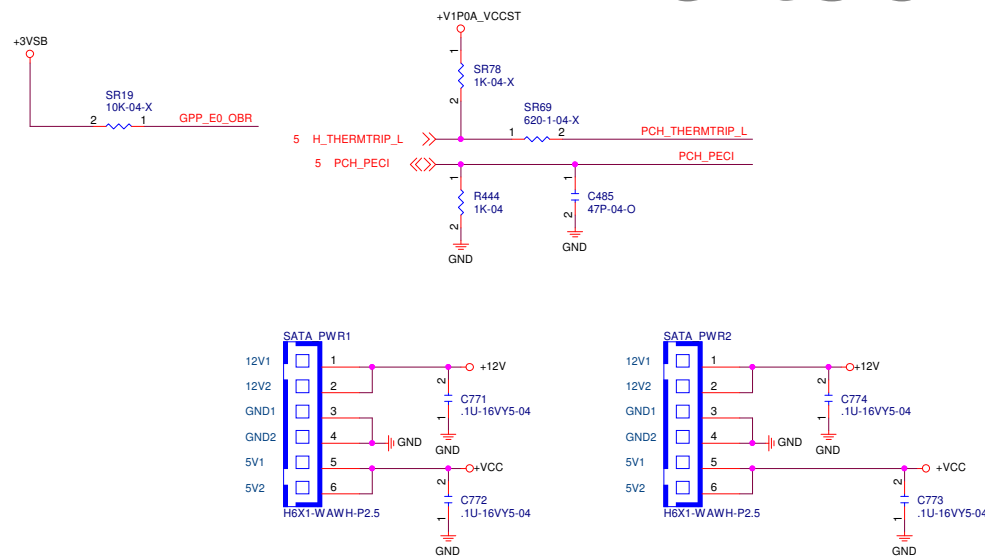 +V1P0A_VCCST
+3VSB
1
SR78
1K-04-X
2
SR19
10K-04-X
2 1 GPP_E0_OBR
SR69
620-1-04-X
5 H_THERMTRIP_L 1 2 PCH_THERMTRIP_L
5 PCH_PECI PCH_PECI
1
R444
1K-04
2
GND
1
C485
47P-04-O
2
GND
SATA_PWR1
12V1 1 +12V
12V2 2
GND1 3
GND2 4 GND
5V1 5 +VCC
5V2 6
H6X1-WAWH-P2.5
2
C771
.1U-16VY5-04
1
GND
2
C772
.1U-16VY5-04
1
GND
SATA_PWR2
12V1 1 +12V
12V2 2
GND1 3
GND2 4 GND
5V1 5 +VCC
5V2 6
H6X1-WAWH-P2.5
2
C774
.1U-16VY5-04
1
GND
2
C773
.1U-16VY5-04
1
GND